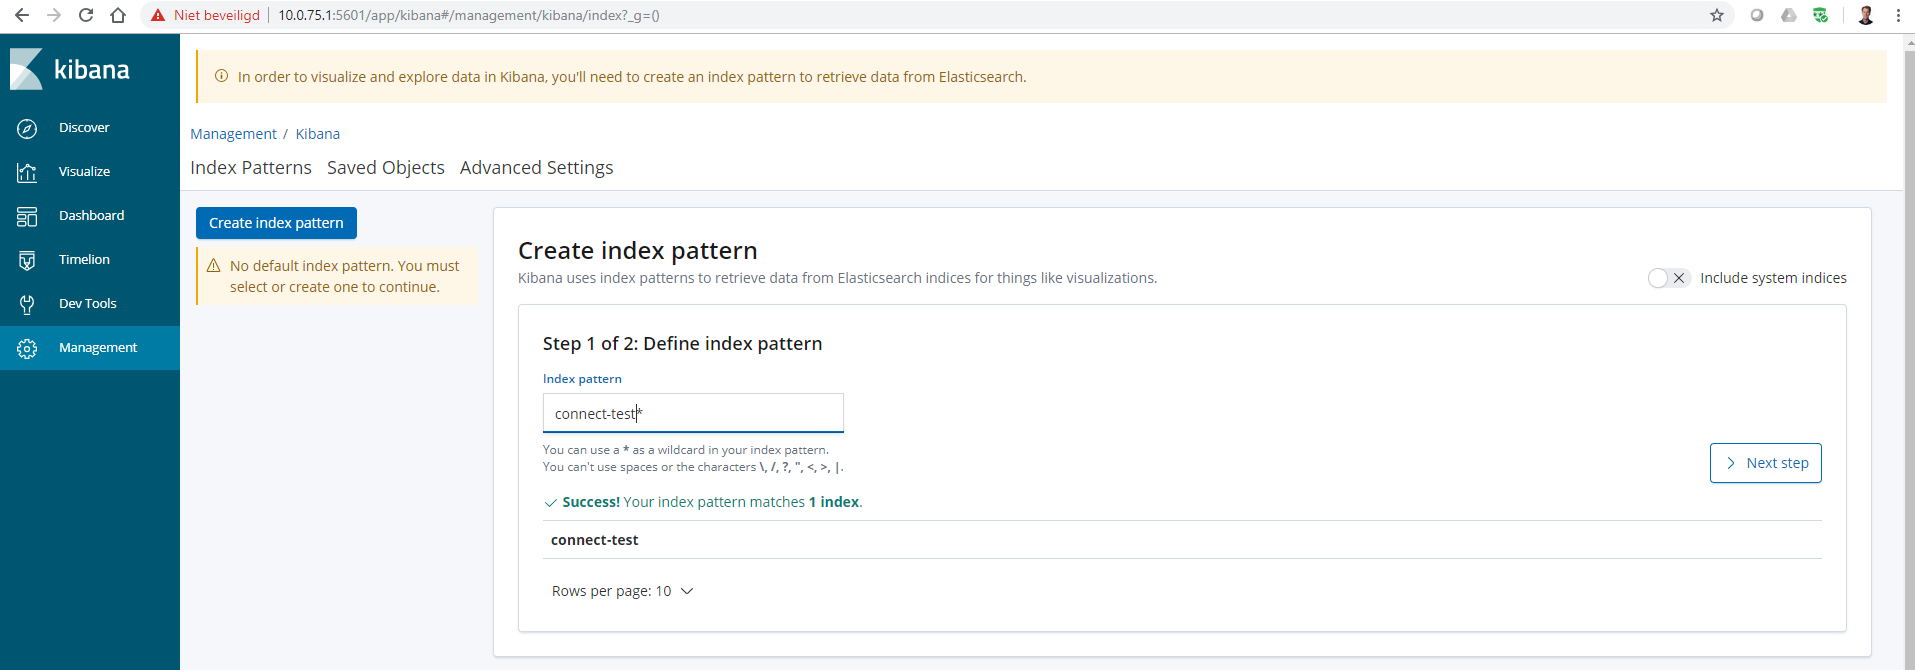 Niet beveiligd | 10.0.75.1:5601/app/kibana#/management/kibana/index?_g=()
kibana
Discover
Visualize
Dashboard
Timelion
Dev Tools
Management
In order to visualize and explore data in Kibana, you'll need to create an index pattern to retrieve data from Elasticsearch.
Management / Kibana
Index Patterns Saved Objects Advanced Settings
Create index pattern
No default index pattern. You must
select or create one to continue.
Create index pattern
Kibana uses index patterns to retrieve data from Elasticsearch indices for things like visualizations.
Include system indices
Step 1 of 2: Define index pattern
Index pattern
connect-test*
You can use a * as a wildcard in your index pattern.
You can't use spaces or the characters \, /, ?, ", <, >, |.
Next step
Success! Your index pattern matches 1 index.
connect-test
Rows per page: 10